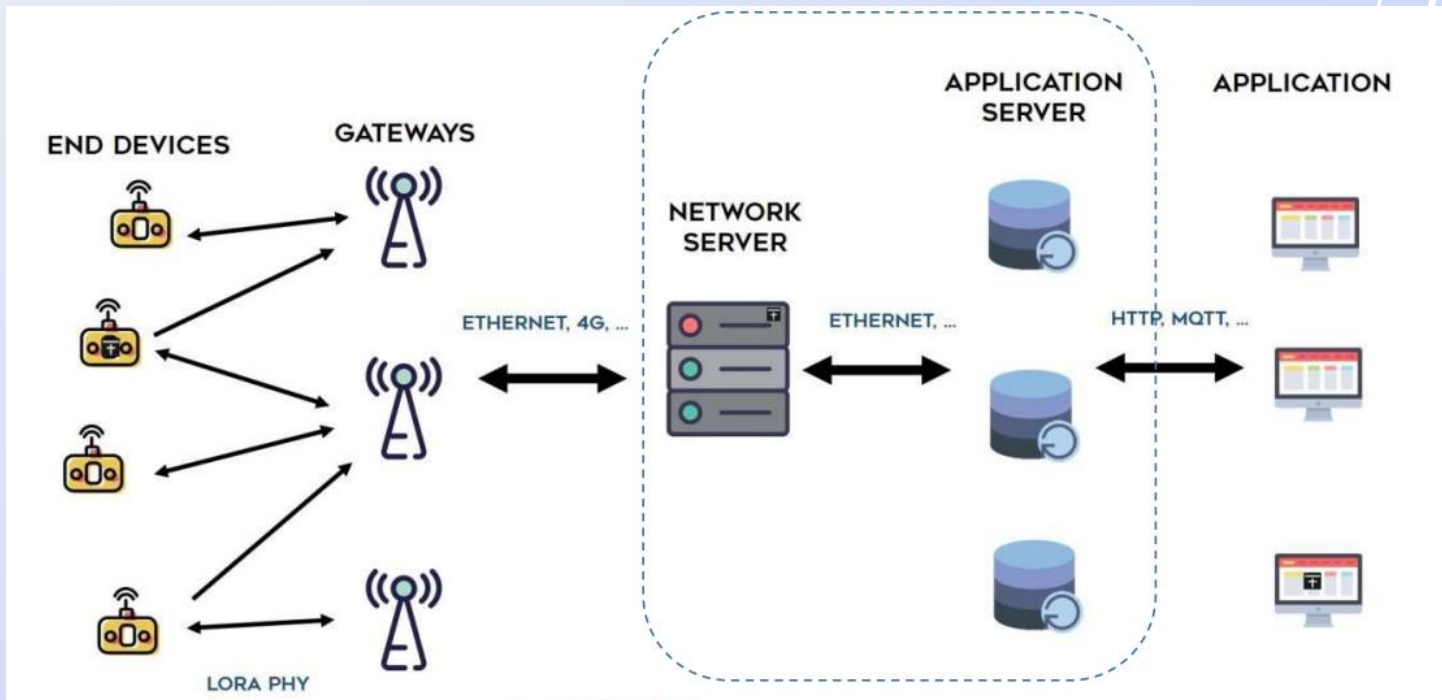 END DEVICES
GATEWAYS
NETWORK
SERVER
APPLICATION
SERVER
APPLICATION
ETHERNET, 4G, ...
ETHERNET, ...
HTTP, MQTT, ...
LORA PHY